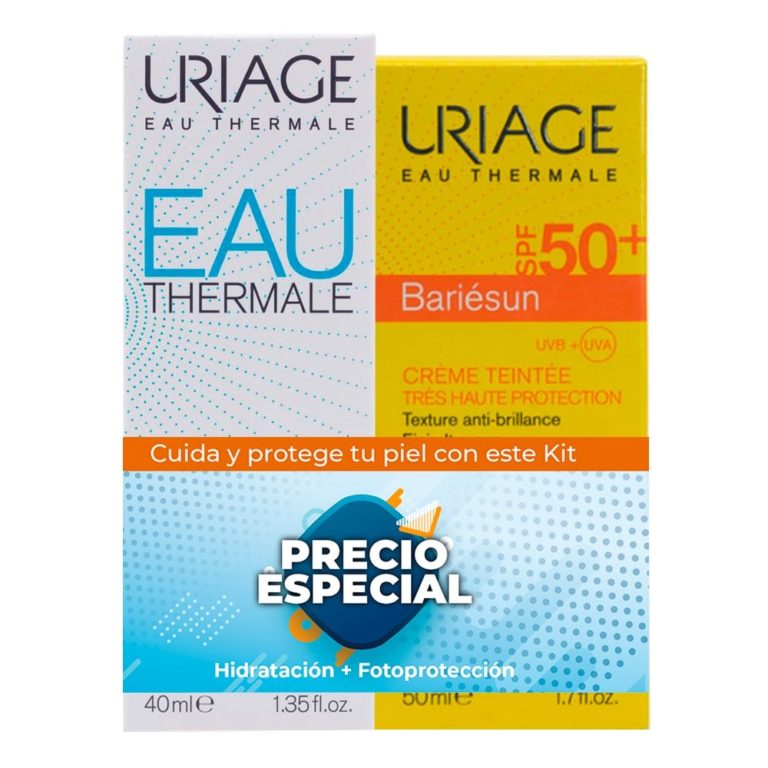 URIAGE
EAU THERMALE
EAU
THERMALE
URIAGE
EAU THERMALE
SPF 50+
Bariésun
UVB + UVA
CRÈME TEINTÉE
TRÈS HAUTE PROTECTION
Texture anti-brillance
Cuida y protege tu piel con este Kit
PRECIO
ESPECIAL
Hidratación + Fotoprotección
40ml e 1.35 fl.oz.
50ml e 1.7 fl.oz.